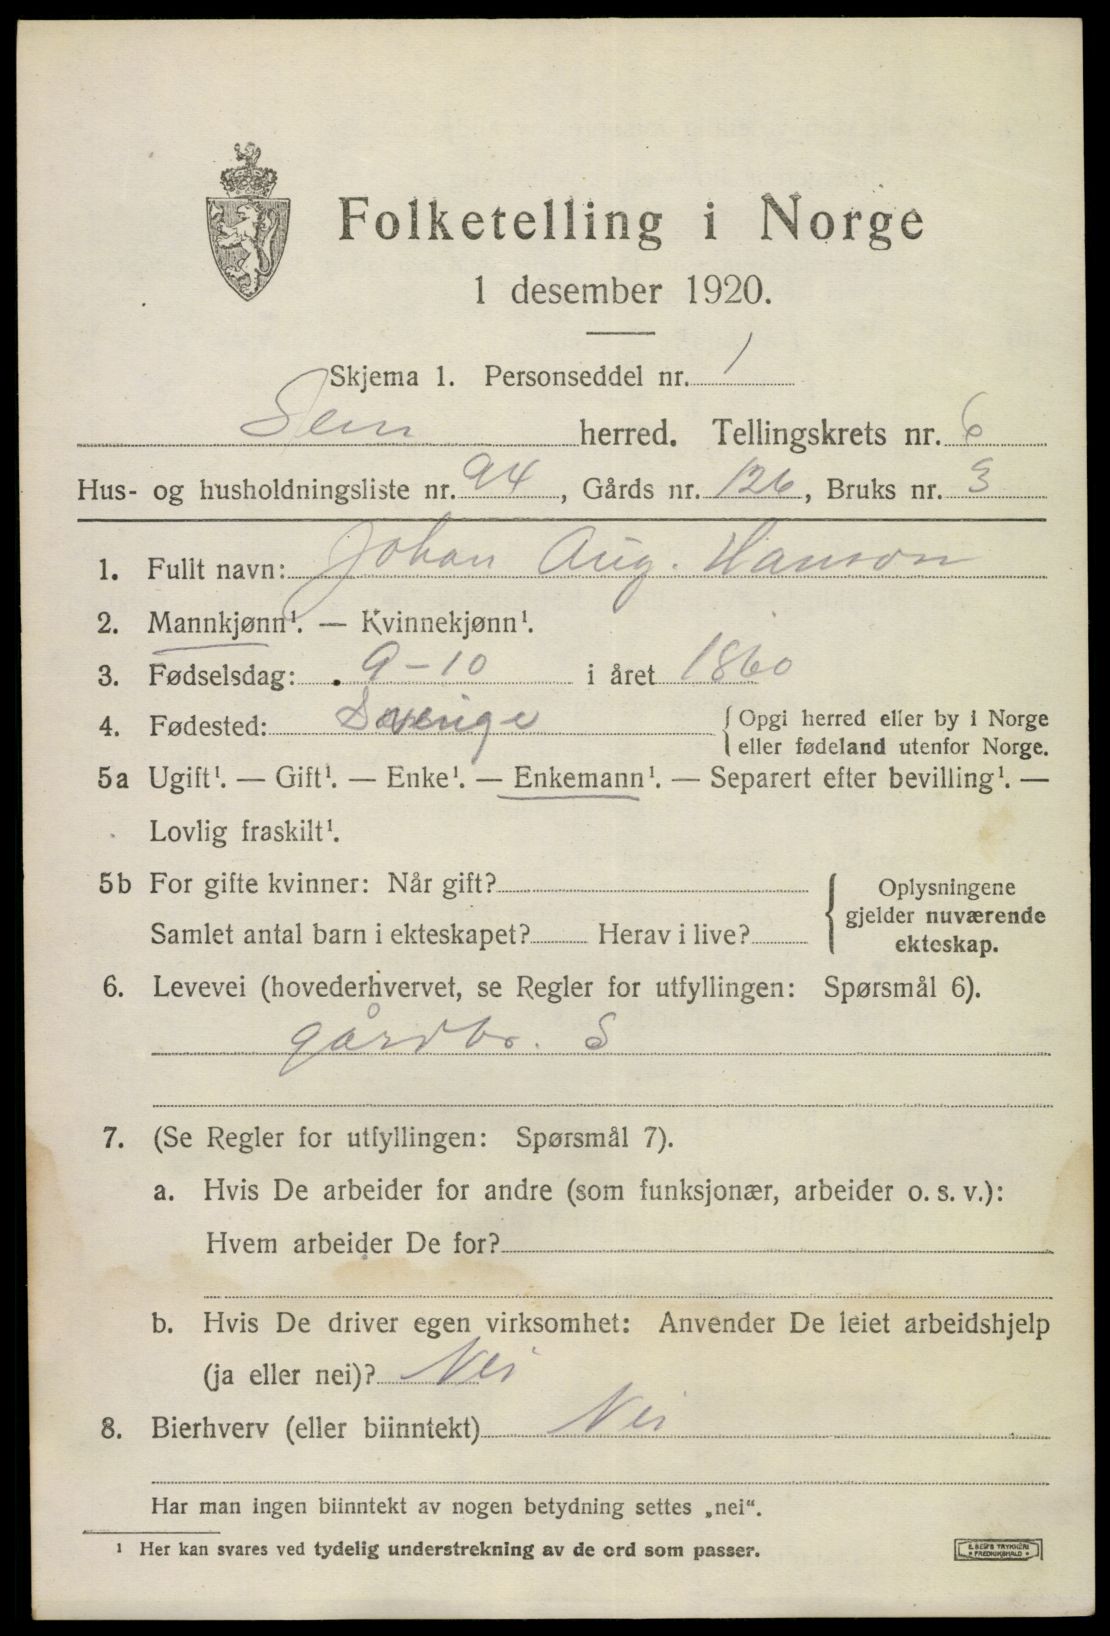 Folketelling i Norge
1 desember 1920.
Skjema 1. Personseddel nr. 1
Sem herred. Tellingskrets nr. 6
Hus- og husholdningsliste nr. 94, Gårds nr. 126, Bruks nr. 3
1. Fullt navn: Johan Aug. Hanson
2. Mannkjønn¹. — Kvinnekjønn¹.
3. Fødselsdag: 9-10 i året 1860
4. Fødested: Sverige { Opgi herred eller by i Norge
eller fødeland utenfor Norge.
5a Ugift¹. — Gift¹. — Enke¹. — Enkemann¹. — Separert efter bevilling¹. —
Lovlig fraskilt¹.
5b For gifte kvinner: Når gift?
Samlet antal barn i ekteskapet? Herav i live?
{ Oplysningene
gjelder nuværende
ekteskap.
6. Levevei (hovederhvervet, se Regler for utfyllingen: Spørsmål 6).
gårdbr. S
7. (Se Regler for utfyllingen: Spørsmål 7).
a. Hvis De arbeider for andre (som funksjonær, arbeider o. s. v.):
Hvem arbeider De for?
b. Hvis De driver egen virksomhet: Anvender De leiet arbeidshjelp
(ja eller nei)? Nei
8. Bierhverv (eller biinntekt) Nei
Har man ingen biinntekt av nogen betydning settes „nei“.
¹ Her kan svares ved tydelig understrekning av de ord som passer.
E. SEM'S TRYKKERI
FREDRIKSHALD